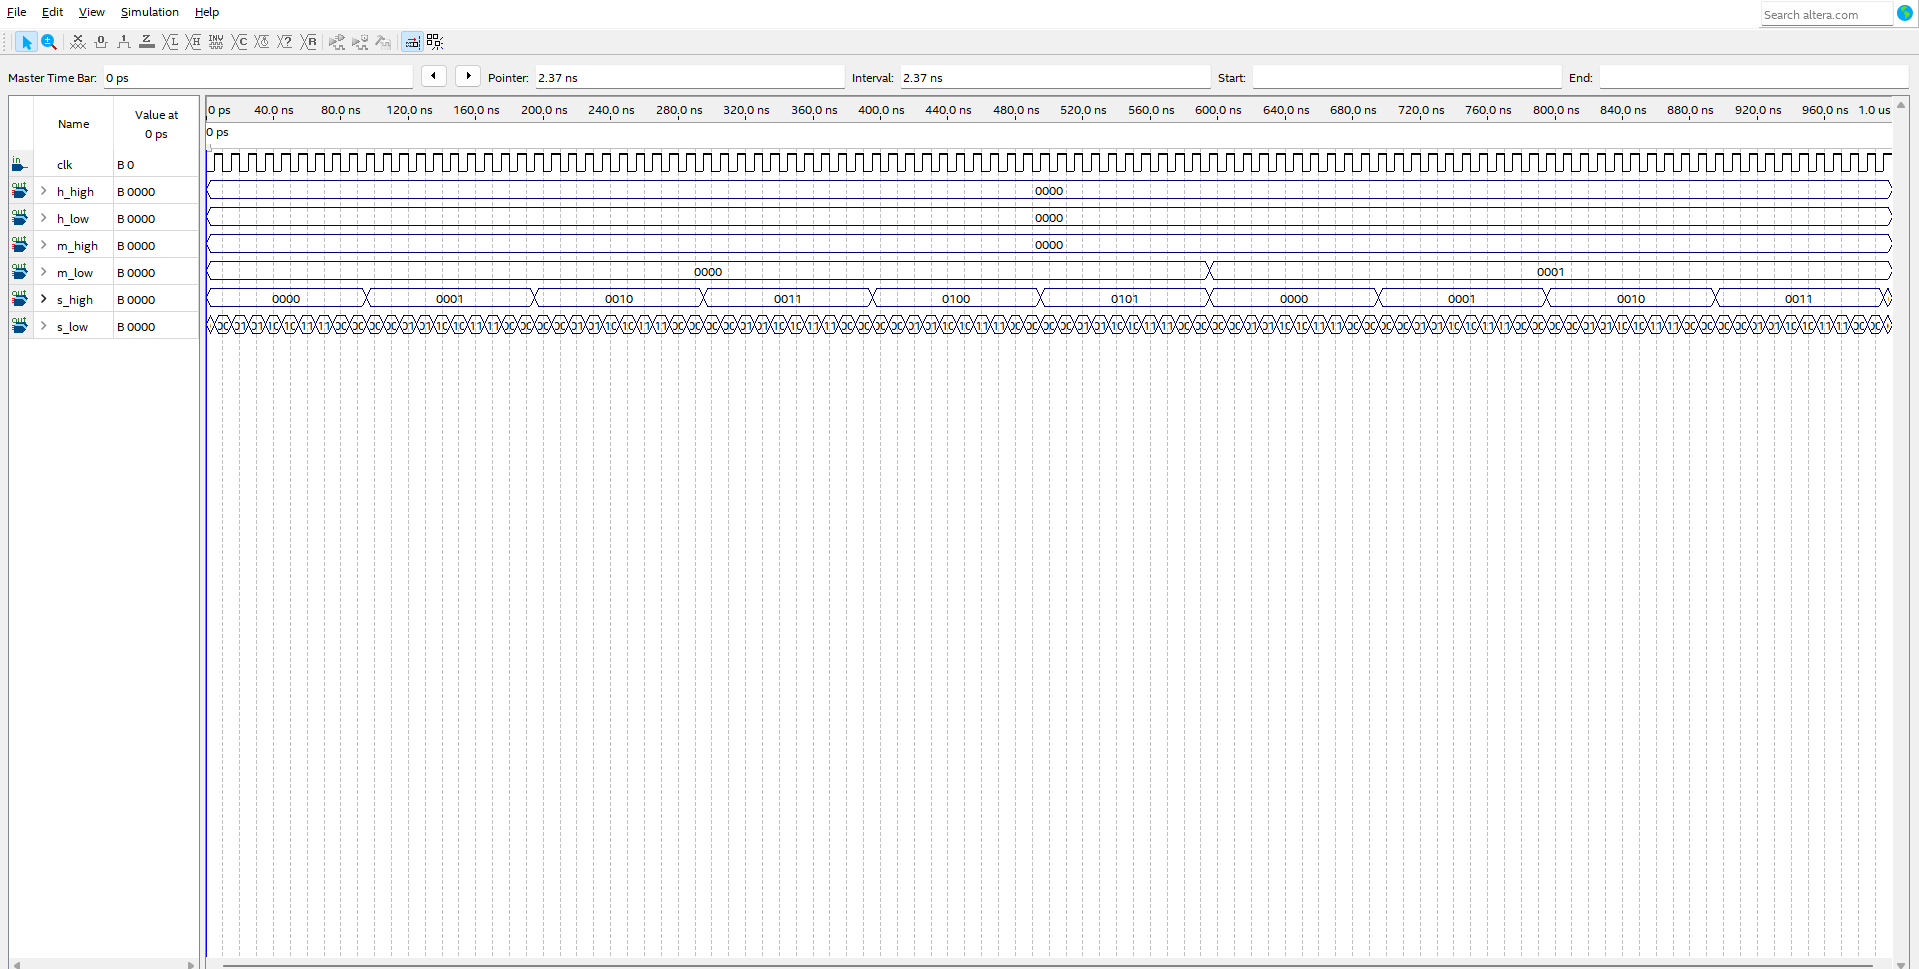 File Edit View Simulation Help
Search altera.com
Master Time Bar: 0 ps Pointer: 2.37 ns Interval: 2.37 ns Start: End:
Name Value at 0 ps
0 ps 40.0 ns 80.0 ns 120.0 ns 160.0 ns 200.0 ns 240.0 ns 280.0 ns 320.0 ns 360.0 ns 400.0 ns 440.0 ns 480.0 ns 520.0 ns 560.0 ns 600.0 ns 640.0 ns 680.0 ns 720.0 ns 760.0 ns 800.0 ns 840.0 ns 880.0 ns 920.0 ns 960.0 ns 1.0 us
0 ps
in clk B 0
out h_high B 0000 0000
out h_low B 0000 0000
out m_high B 0000 0000
out m_low B 0000 0000 0001
out s_high B 0000 0000 0001 0010 0011 0100 0101 0000 0001 0010 0011
out s_low B 0000